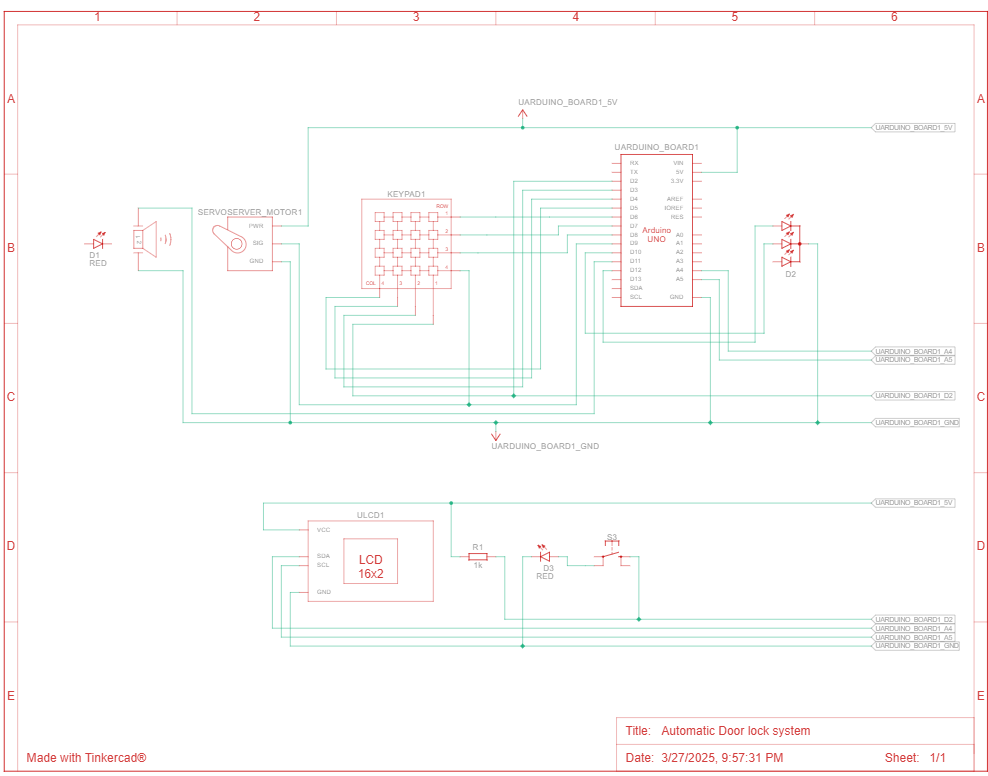 1 2 3 4 5 6
A A
UARDUINO_BOARD1_5V
UARDUINO_BOARD1_5V
UARDUINO_BOARD1
RX VIN
TX 5V
D2 3.3V
D3
D4 AREF
D5 IOREF
D6 RES
D7
D8 A0
D9 A1
D10 A2
D11 A3
D12 A4
D13 A5
SDA
SCL GND
Arduino
UNO
KEYPAD1
ROW
1
2
3
4
COL 4 3 2 1
SERVOSERVER_MOTOR1
PWR
SIG
GND
B B
D1
RED
1 2
D2
UARDUINO_BOARD1_A4
UARDUINO_BOARD1_A5
C C
UARDUINO_BOARD1_D2
UARDUINO_BOARD1_GND
UARDUINO_BOARD1_GND
UARDUINO_BOARD1_5V
ULCD1
VCC
SDA
SCL
GND
LCD
16x2
D D
R1
1k
D3
RED
S3
UARDUINO_BOARD1_D2
UARDUINO_BOARD1_A4
UARDUINO_BOARD1_A5
UARDUINO_BOARD1_GND
E E
Title: Automatic Door lock system
Made with Tinkercad®
Date: 3/27/2025, 9:57:31 PM Sheet: 1/1